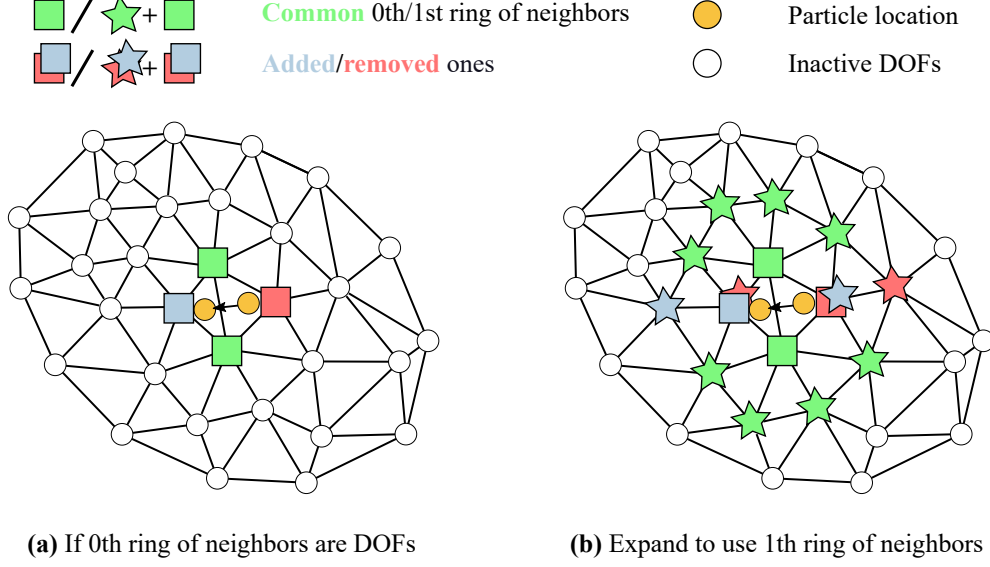 / + Common 0th/1st ring of neighbors Particle location
/ + Added/removed ones Inactive DOFs
(a) If 0th ring of neighbors are DOFs (b) Expand to use 1th ring of neighbors